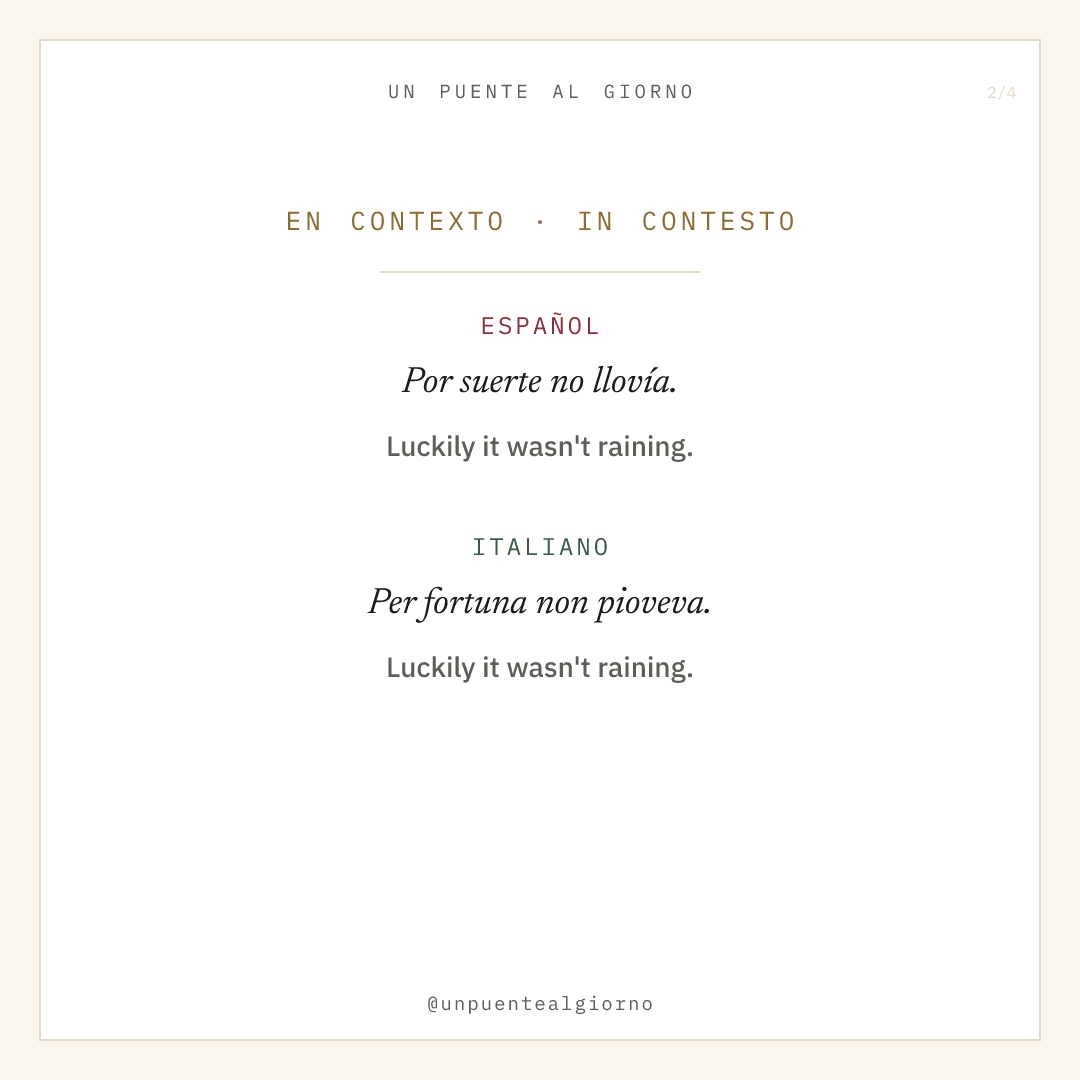 UN PUENTE AL GIORNO
2/4
EN CONTEXTO · IN CONTESTO
ESPAÑOL
Por suerte no llovía.
Luckily it wasn't raining.
ITALIANO
Per fortuna non pioveva.
Luckily it wasn't raining.
@unpuentealgiorno